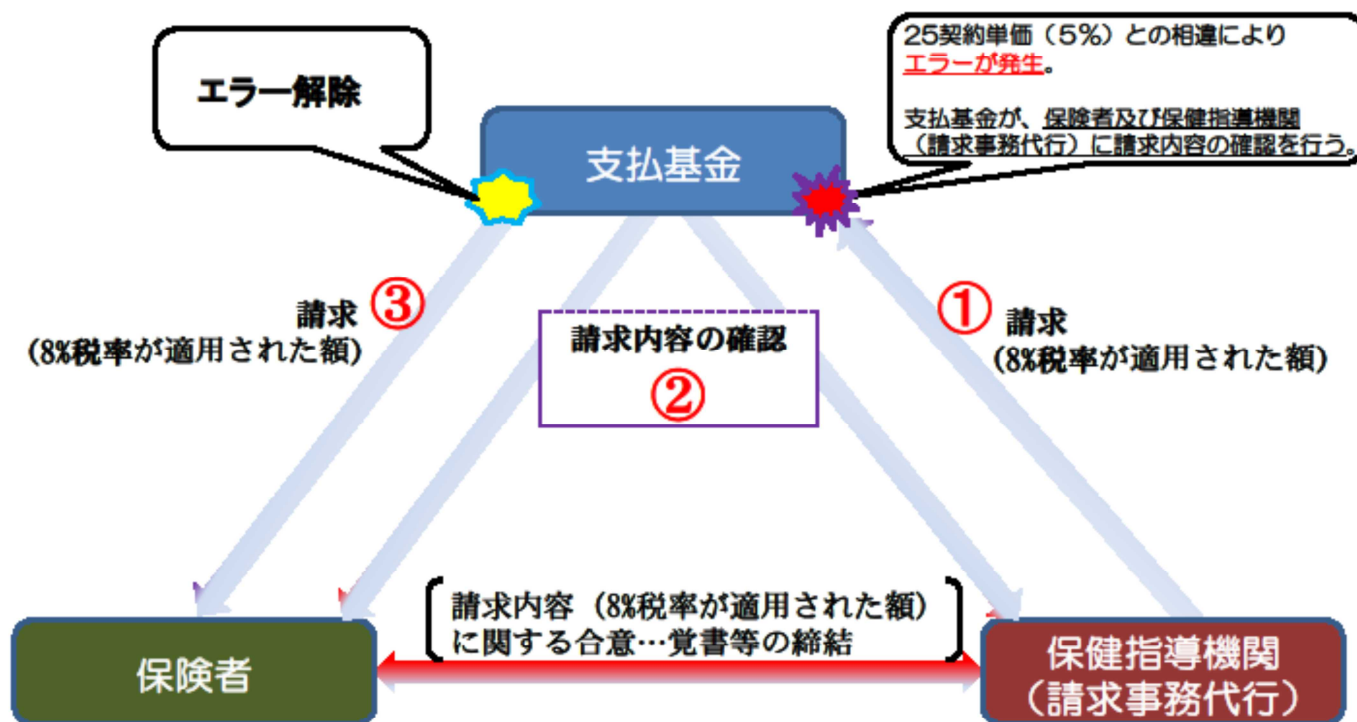 エラー解除
25契約単価（5％）との相違により
エラーが発生。
支払基金が、保険者及び保健指導機関
（請求事務代行）に請求内容の確認を行う。
支払基金
請求 ③
（8%税率が適用された額）
請求内容の確認
②
① 請求
（8%税率が適用された額）
請求内容（8%税率が適用された額）
に関する合意…覚書等の締結
保険者
保健指導機関
（請求事務代行）